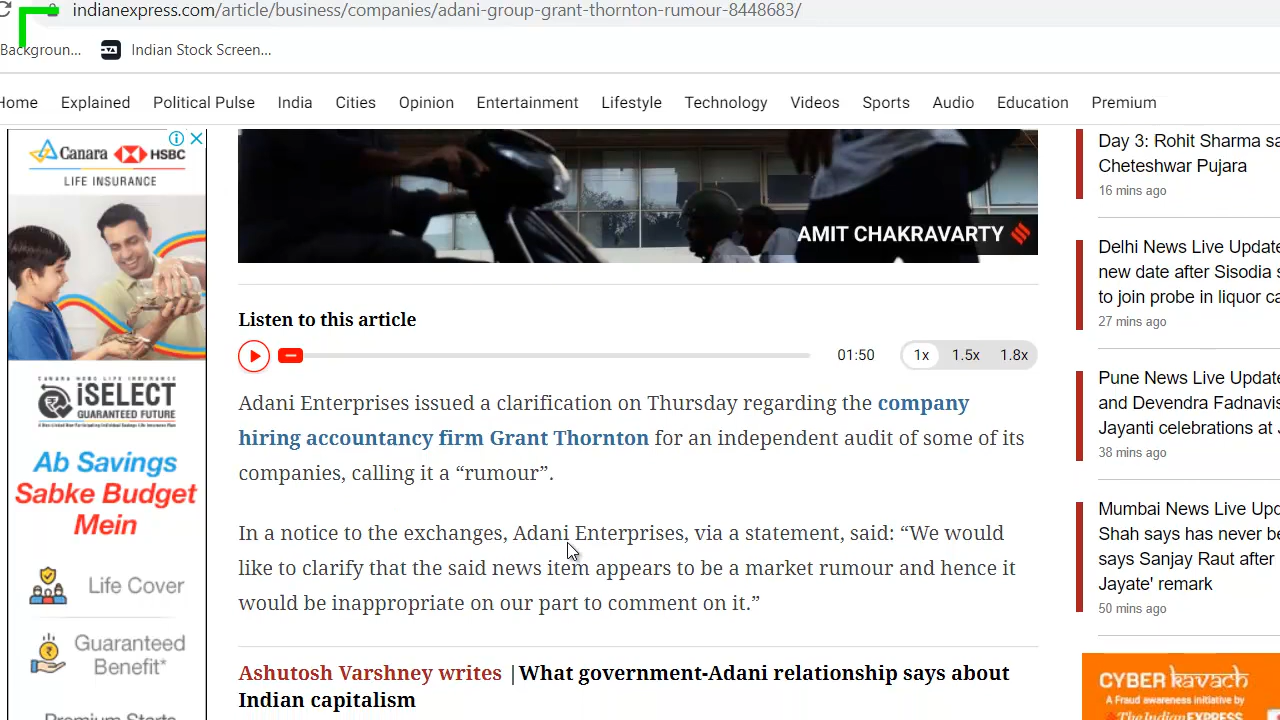 indianexpress.com/article/business/companies/adani-group-grant-thornton-rumour-8448683/
Backgroun... Indian Stock Screen...
Home Explained Political Pulse India Cities Opinion Entertainment Lifestyle Technology Videos Sports Audio Education Premium
Canara HSBC
LIFE INSURANCE
iSELECT
GUARANTEED FUTURE
Ab Savings
Sabke Budget
Mein
Life Cover
Guaranteed
Benefit*
Premium Starts
AMIT CHAKRAVARTY
Listen to this article
01:50 1x 1.5x 1.8x
Adani Enterprises issued a clarification on Thursday regarding the company
hiring accountancy firm Grant Thornton for an independent audit of some of its
companies, calling it a “rumour”.
In a notice to the exchanges, Adani Enterprises, via a statement, said: “We would
like to clarify that the said news item appears to be a market rumour and hence it
would be inappropriate on our part to comment on it.”
Ashutosh Varshney writes |What government-Adani relationship says about
Indian capitalism
Day 3: Rohit Sharma sa
Cheteshwar Pujara
16 mins ago
Delhi News Live Update
new date after Sisodia s
to join probe in liquor ca
27 mins ago
Pune News Live Update
and Devendra Fadnavis
Jayanti celebrations at
38 mins ago
Mumbai News Live Upd
Shah says has never be
says Sanjay Raut after
Jayate' remark
50 mins ago
CYBER kavach
A Fraud awareness initiative by
The Indian EXPRESS